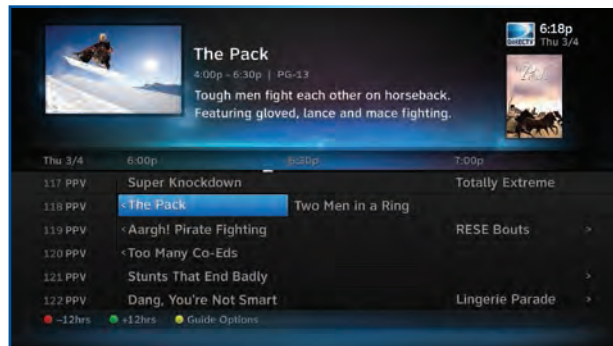 The Pack
4:00p - 6:30p | PG-13
Tough men fight each other on horseback.
Featuring gloved, lance and mace fighting.
DIRECTV
6:18p
Thu 3/4
Thu 3/4 6:00p 6:30p 7:00p
117 PPV Super Knockdown Totally Extreme
118 PPV <The Pack Two Men in a Ring
119 PPV <Aargh! Pirate Fighting RESE Bouts >
120 PPV <Too Many Co-Eds
121 PPV Stunts That End Badly >
122 PPV Dang, You're Not Smart Lingerie Parade >
-12hrs +12hrs Guide Options